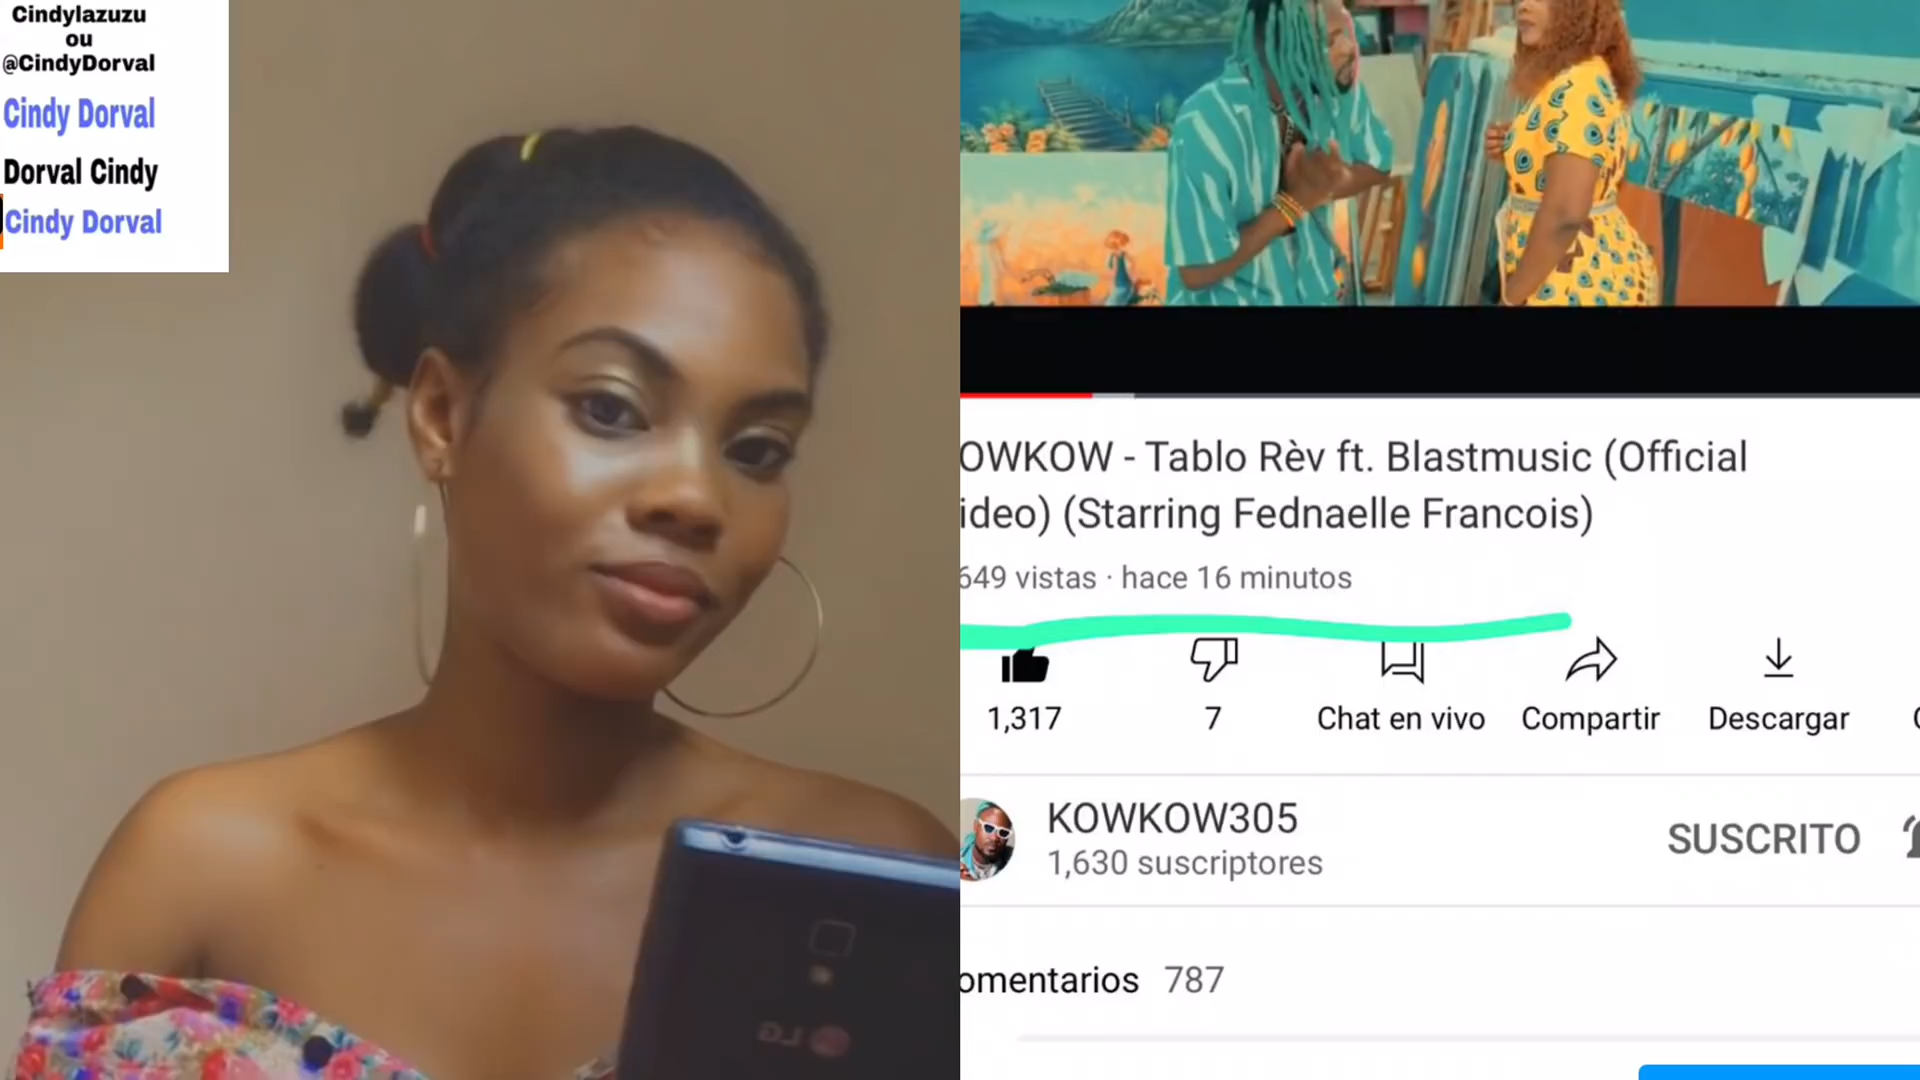 Cindylazuzu
ou
@CindyDorval
Cindy Dorval
Dorval Cindy
Cindy Dorval
LG
OWKOW - Tablo Rèv ft. Blastmusic (Official
ideo) (Starring Fednaelle Francois)
649 vistas · hace 16 minutos
1,317
7
Chat en vivo
Compartir
Descargar
KOWKOW305
1,630 suscriptores
SUSCRITO
omentarios 787